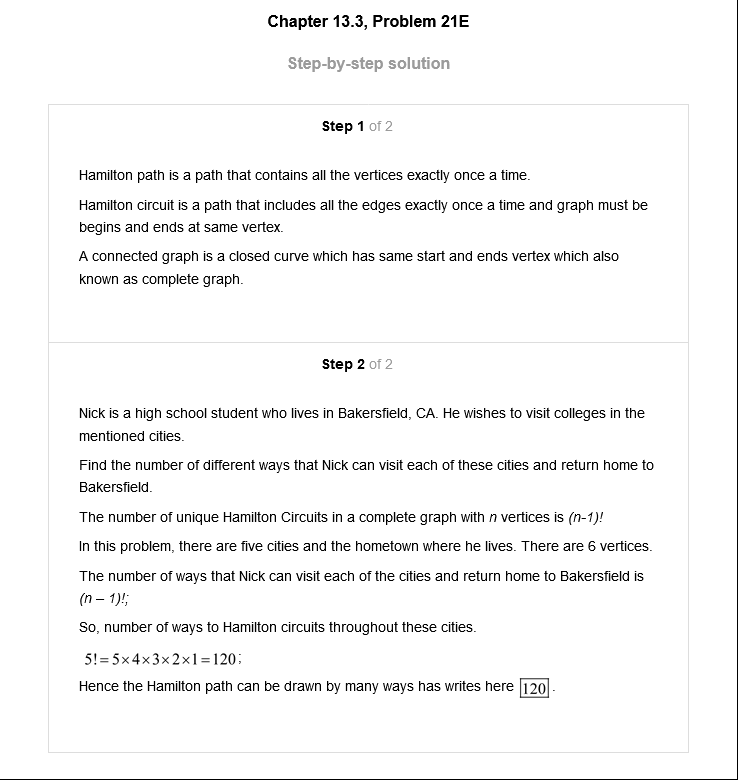 Chapter 13.3, Problem 21E
Step-by-step solution
Step 1 of 2
Hamilton path is a path that contains all the vertices exactly once a time.
Hamilton circuit is a path that includes all the edges exactly once a time and graph must be
begins and ends at same vertex.
A connected graph is a closed curve which has same start and ends vertex which also
known as complete graph.
Step 2 of 2
Nick is a high school student who lives in Bakersfield, CA. He wishes to visit colleges in the
mentioned cities.
Find the number of different ways that Nick can visit each of these cities and return home to
Bakersfield.
The number of unique Hamilton Circuits in a complete graph with n vertices is (n-1)!
In this problem, there are five cities and the hometown where he lives. There are 6 vertices.
The number of ways that Nick can visit each of the cities and return home to Bakersfield is
(n – 1)!;
So, number of ways to Hamilton circuits throughout these cities.
5!=5×4×3×2×1=120;
Hence the Hamilton path can be drawn by many ways has writes here 120.